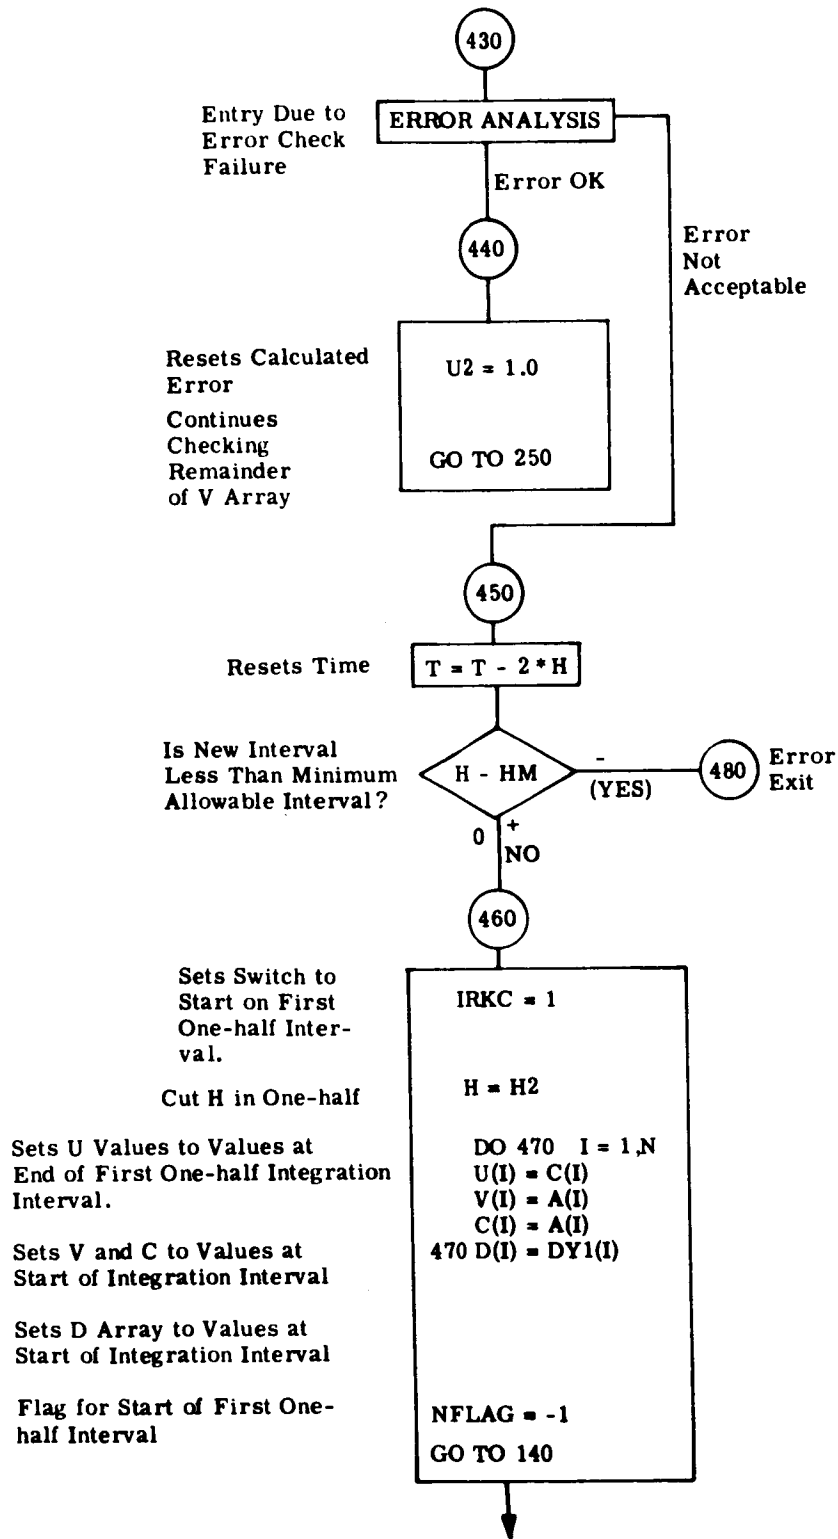 430
Entry Due to
Error Check
Failure
ERROR ANALYSIS
Error OK
440
Error
Not
Acceptable
Resets Calculated
Error
U2 = 1.0
Continues
Checking
Remainder
of V Array
GO TO 250
450
Resets Time
T = T - 2 * H
Is New Interval
Less Than Minimum
Allowable Interval?
H - HM
-
(YES)
480
Error
Exit
0 +
NO
460
Sets Switch to
Start on First
One-half Inter-
val.
IRKC = 1
Cut H in One-half
H = H2
Sets U Values to Values at
End of First One-half Integration
Interval.
DO 470 I = 1,N
U(I) = C(I)
V(I) = A(I)
C(I) = A(I)
470 D(I) = DY1(I)
Sets V and C to Values at
Start of Integration Interval
Sets D Array to Values at
Start of Integration Interval
Flag for Start of First One-
half Interval
NFLAG = -1
GO TO 140